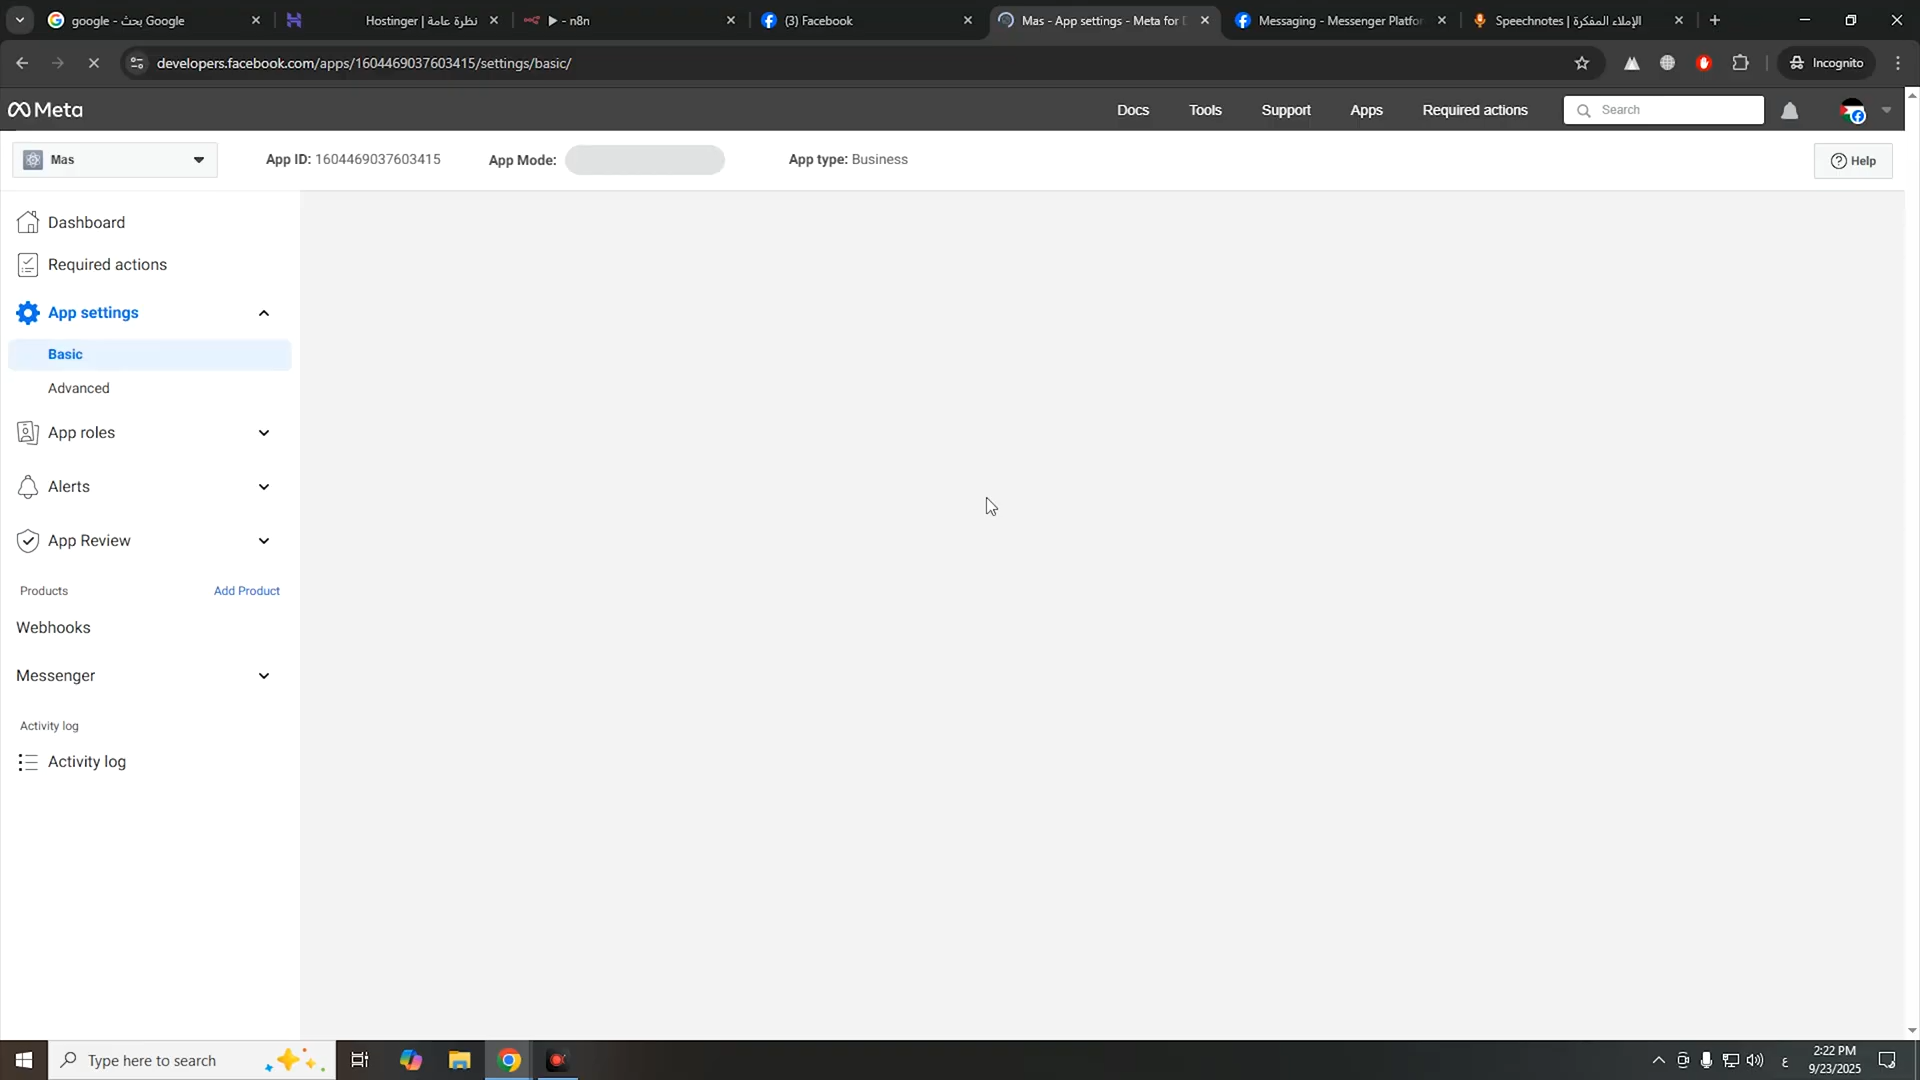 google - بحث Google
Hostinger | نظرة عامة
- n8n
(3) Facebook
Mas - App settings - Meta for D
Messaging - Messenger Platfor
Speechnotes | الإملاء المفكرة
developers.facebook.com/apps/1604469037603415/settings/basic/
Incognito
Meta
Docs
Tools
Support
Apps
Required actions
Search
Mas
App ID: 1604469037603415
App Mode:
App type: Business
Help
Dashboard
Required actions
App settings
Basic
Advanced
App roles
Alerts
App Review
Products
Add Product
Webhooks
Messenger
Activity log
Activity log
Type here to search
ع
2:22 PM
9/23/2025